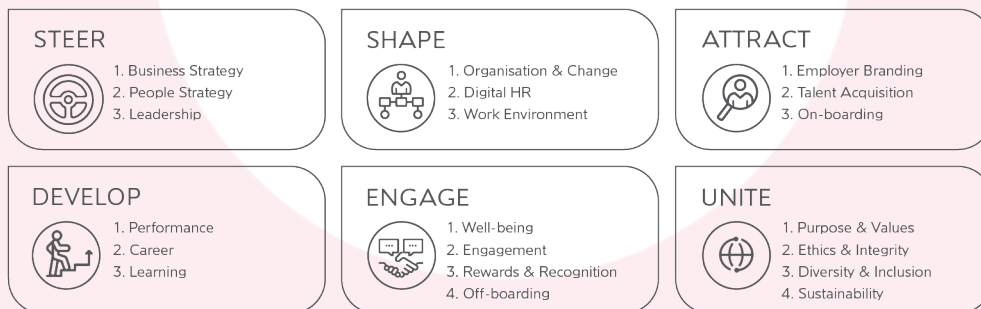 STEER
1. Business Strategy
2. People Strategy
3. Leadership
SHAPE
1. Organisation & Change
2. Digital HR
3. Work Environment
ATTRACT
1. Employer Branding
2. Talent Acquisition
3. On-boarding
DEVELOP
1. Performance
2. Career
3. Learning
ENGAGE
1. Well-being
2. Engagement
3. Rewards & Recognition
4. Off-boarding
UNITE
1. Purpose & Values
2. Ethics & Integrity
3. Diversity & Inclusion
4. Sustainability